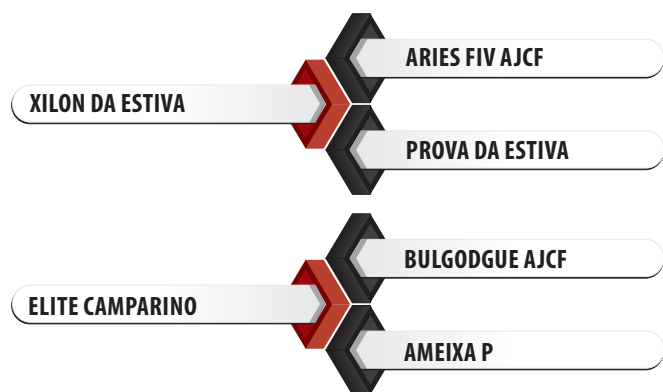 ARIES FIV AJCF
XILON DA ESTIVA
PROVA DA ESTIVA
BULGODGUE AJCF
ELITE CAMPARINO
AMEIXA P